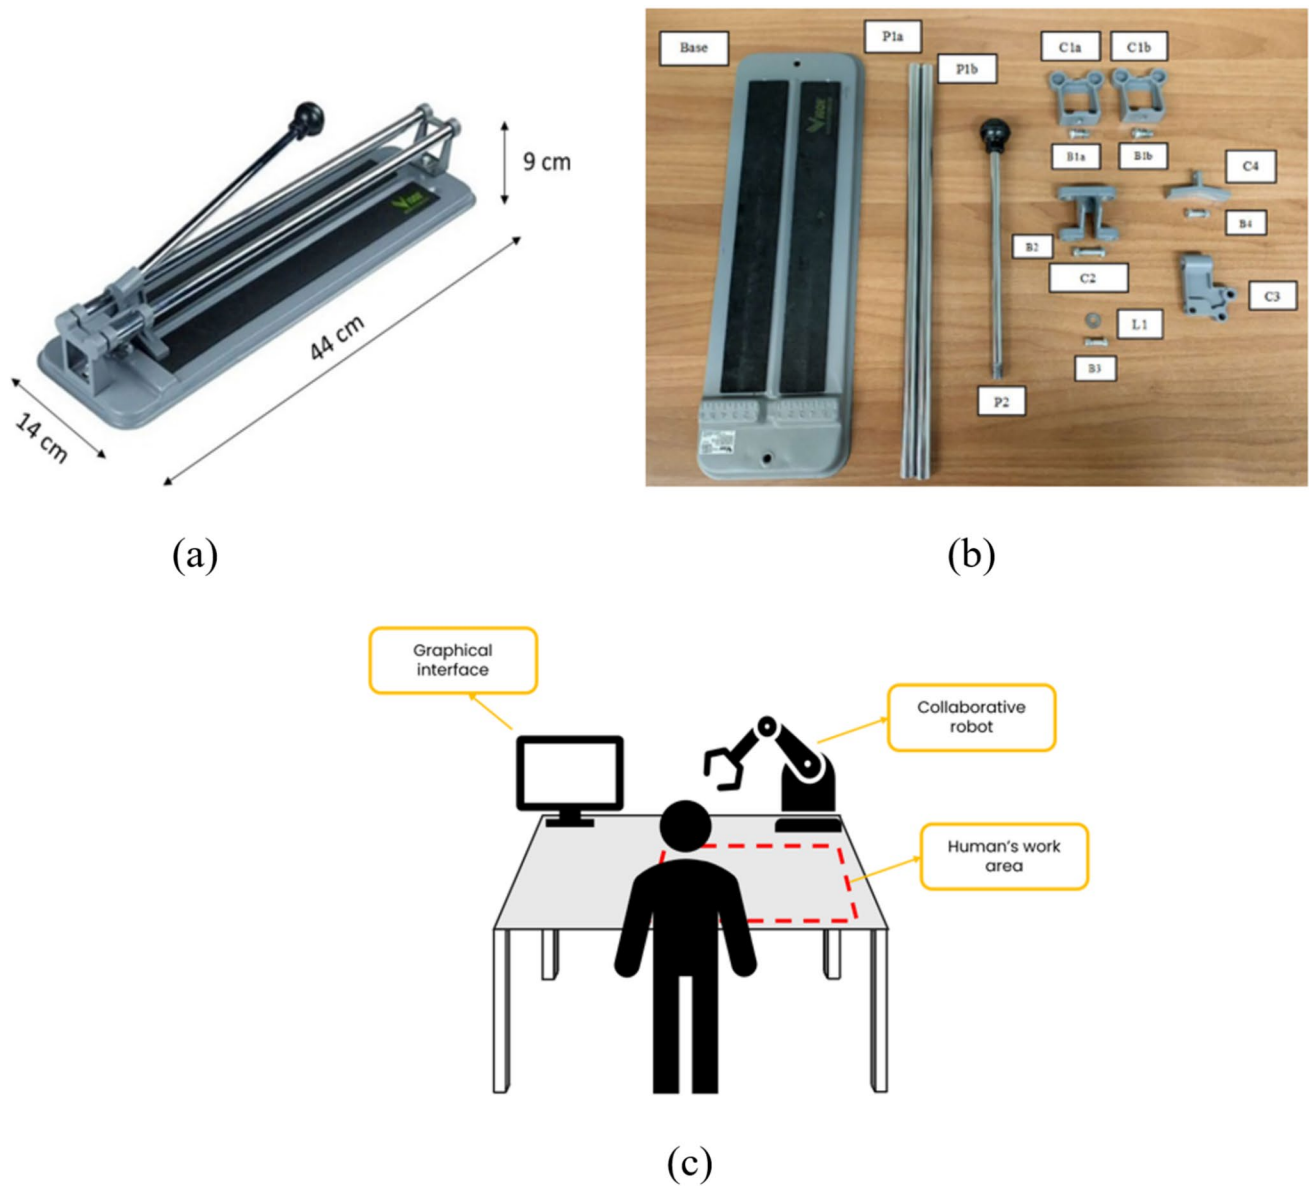 9 cm
44 cm
14 cm
(a)
Base
P1a
P1b
C1a
C1b
B1a
B1b
C4
B4
B2
C2
C3
L1
B3
P2
(b)
Graphical
interface
Collaborative
robot
Human's work
area
(c)